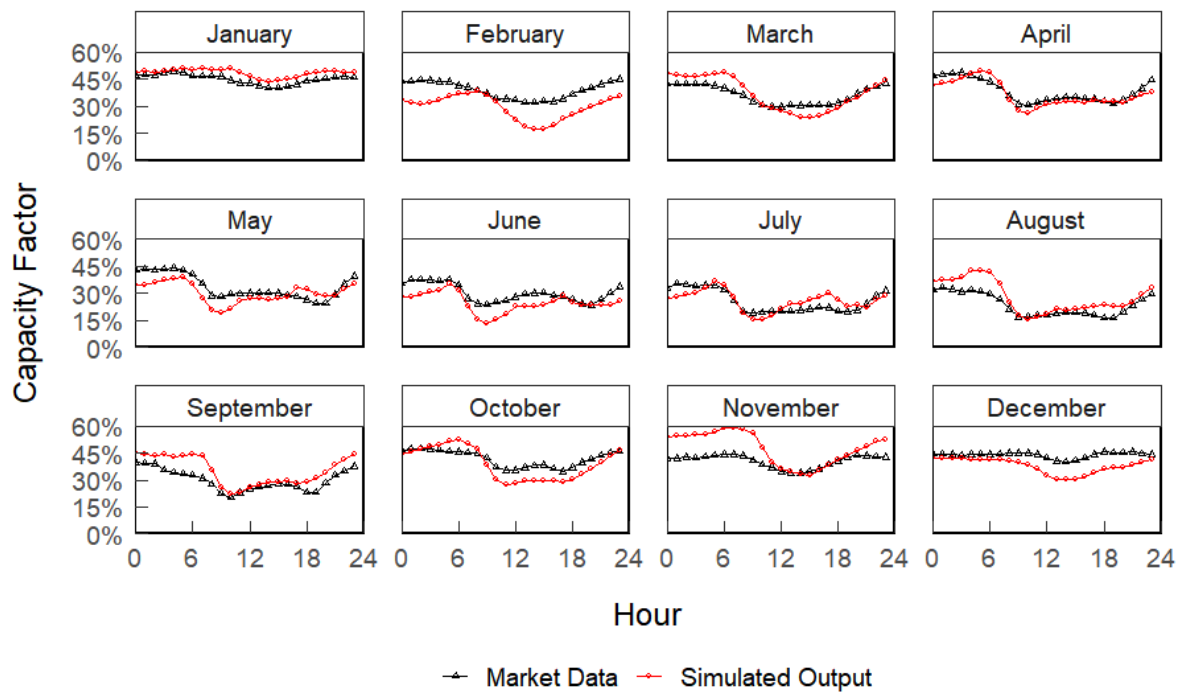 January February March April
60%
45%
30%
15%
0%
May June July August
60%
45%
30%
15%
0%
Capacity Factor
September October November December
60%
45%
30%
15%
0%
0 6 12 18 24 0 6 12 18 24 0 6 12 18 24 0 6 12 18 24
Hour
Market Data Simulated Output